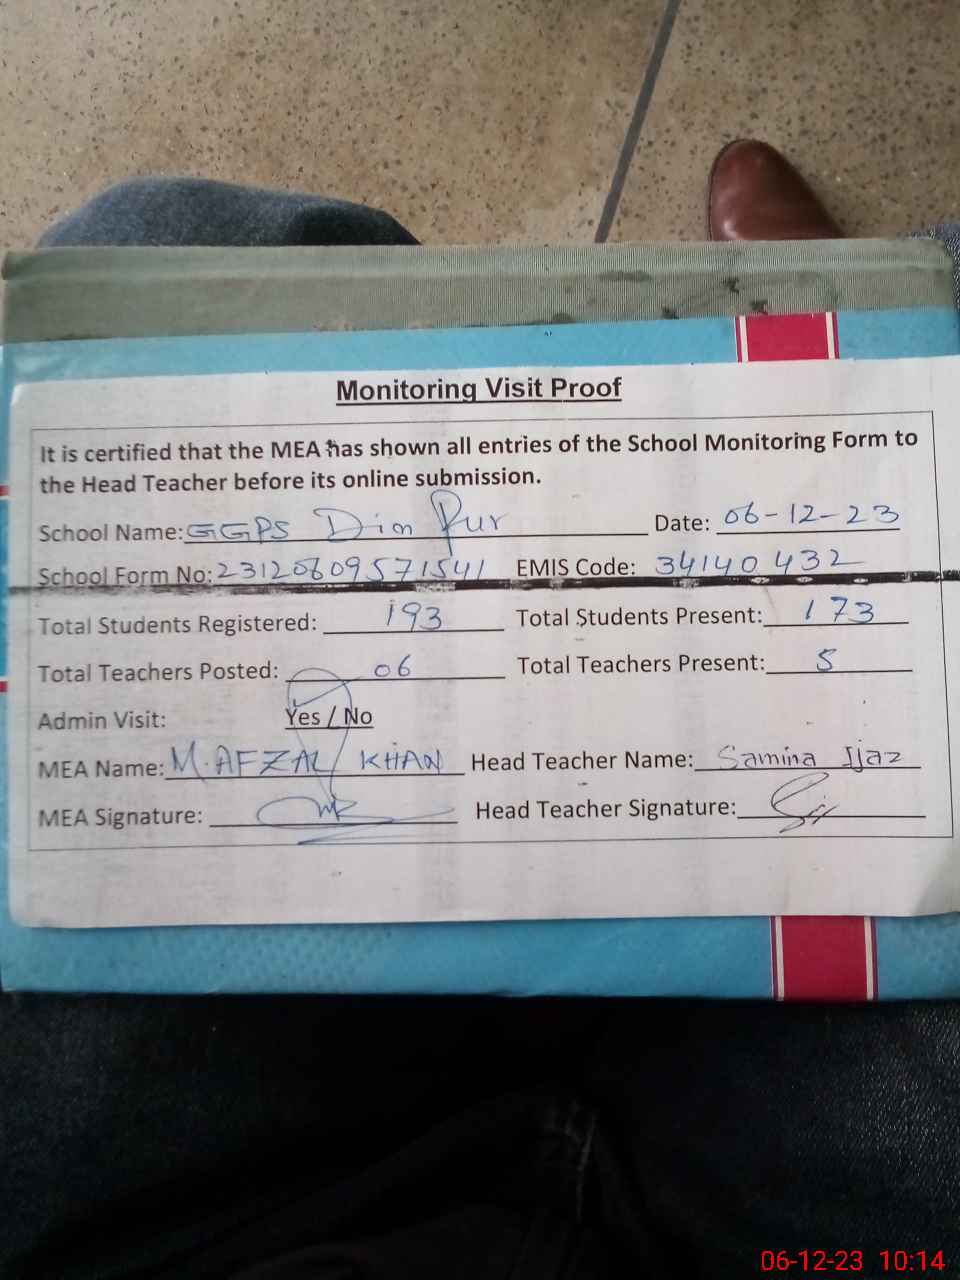 Monitoring Visit Proof
It is certified that the MEA has shown all entries of the School Monitoring Form to
the Head Teacher before its online submission.
School Name: GGPS Din Pur Date: 06-12-23
School Form No: 23120609571541 EMIS Code: 34140432
Total Students Registered: 193 Total Students Present: 173
Total Teachers Posted: 06 Total Teachers Present: 5
Admin Visit: Yes / No
MEA Name: M. AFZAL KHAN Head Teacher Name: Samina Ijaz
MEA Signature: Head Teacher Signature:
06-12-23 10:14